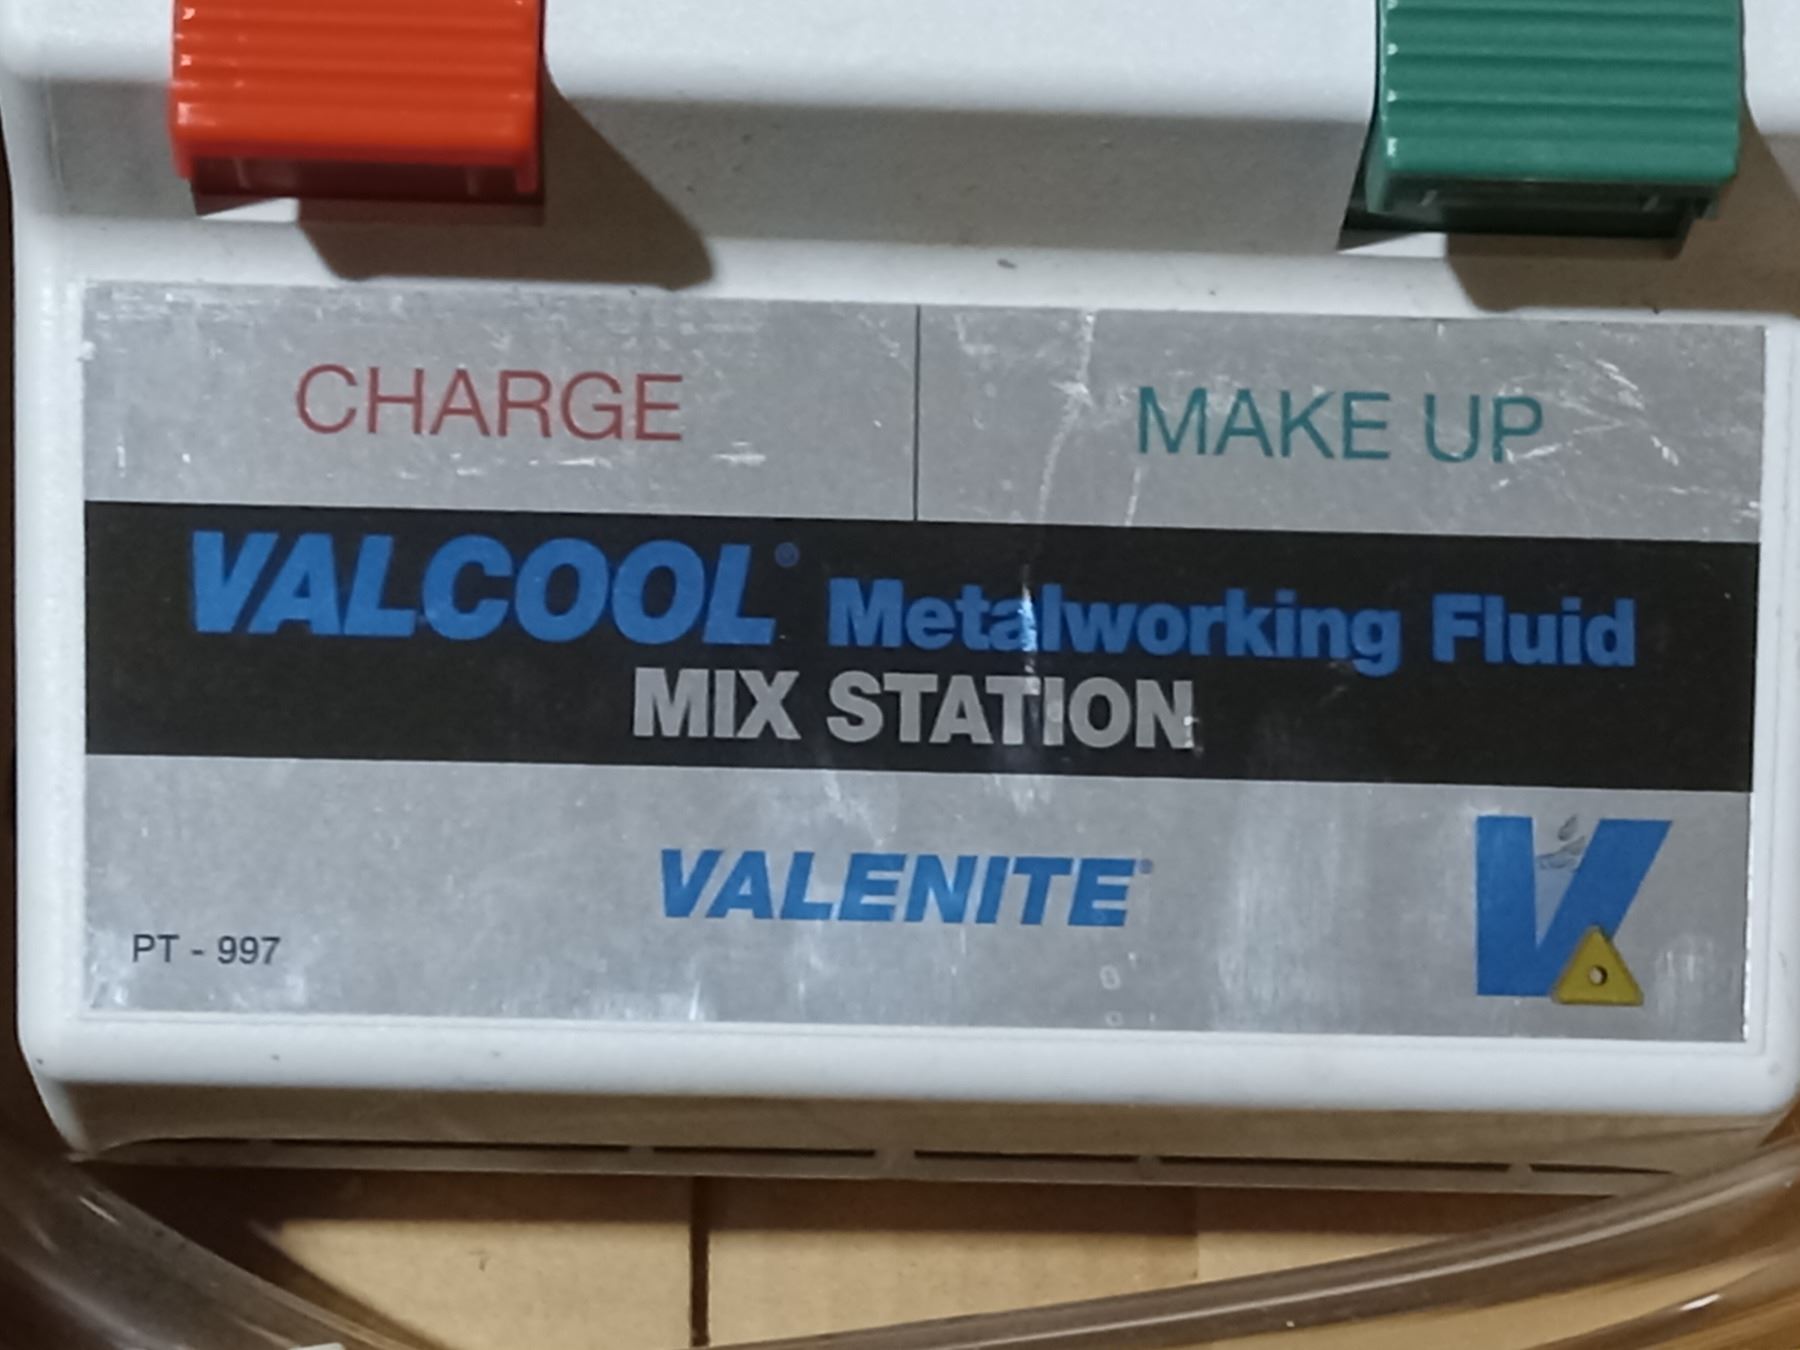 CHARGE
MAKE UP
VALCOOL® Metalworking Fluid
MIX STATION
VALENITE®
PT - 997